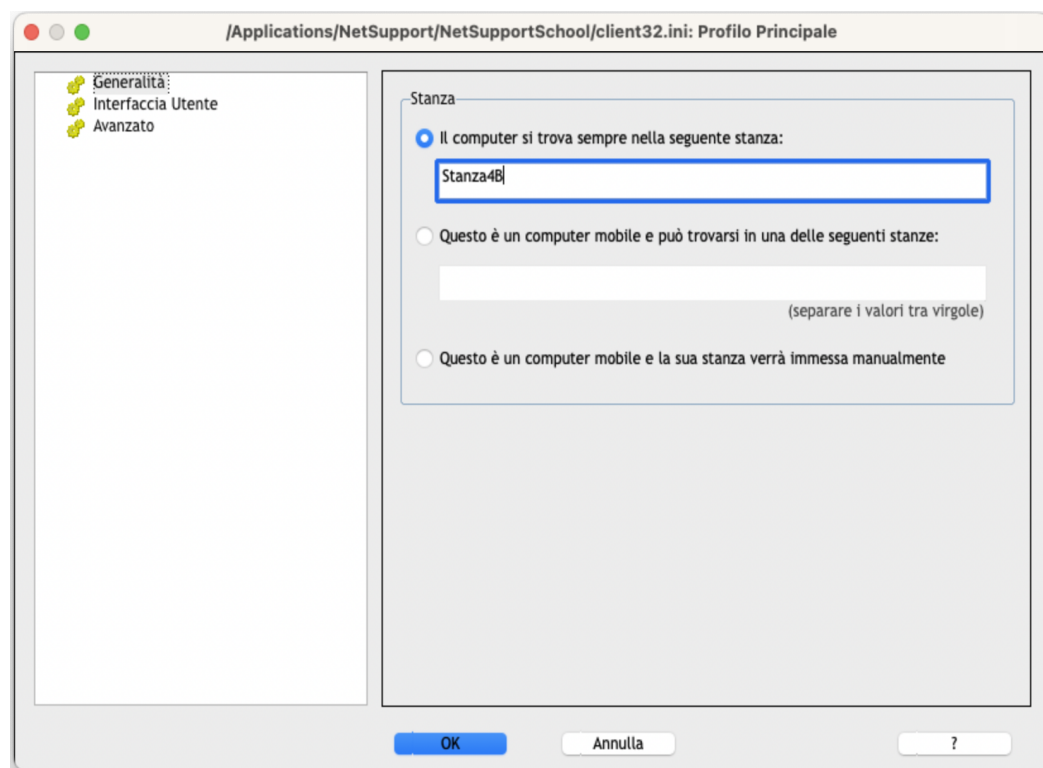 /Applications/NetSupport/NetSupportSchool/client32.ini: Profilo Principale
Generalità
Interfaccia Utente
Avanzato
Stanza
Il computer si trova sempre nella seguente stanza:
Stanza4B
Questo è un computer mobile e può trovarsi in una delle seguenti stanze:
(separare i valori tra virgole)
Questo è un computer mobile e la sua stanza verrà immessa manualmente
OK
Annulla
?